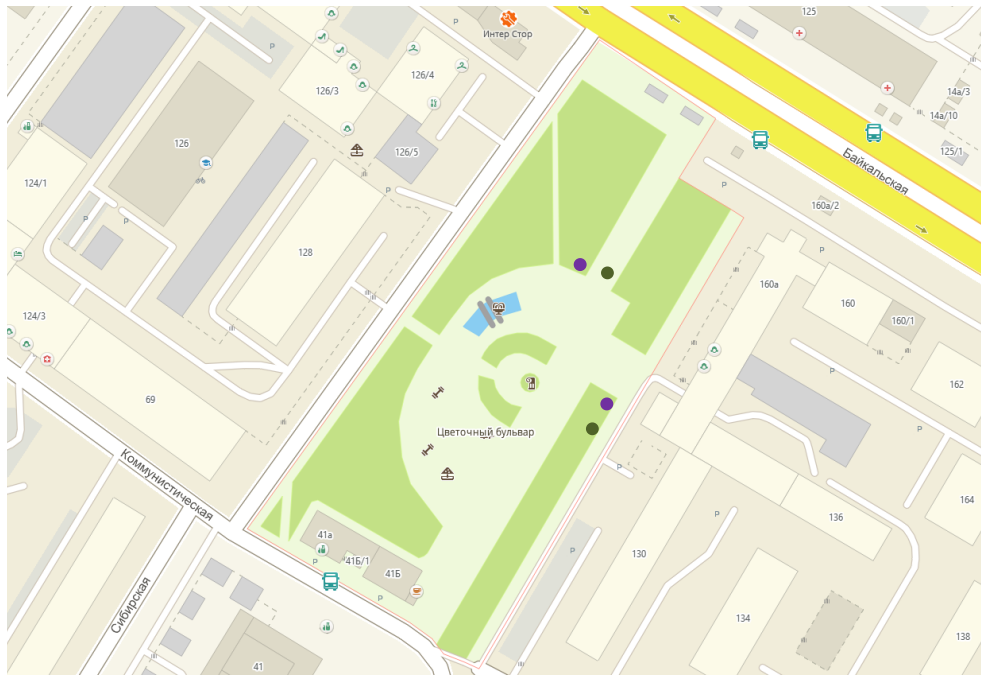 125
Интер Стор
P
P
126/4
126/3
14а/3
14а/10
126
126/5
125/1
Байкальская
124/1
P
P
P
160а/2
P
P
P
128
160а
160
160/1
124/3
P
162
P
69
Цветочный бульвар
P
Коммунистическая
P
P
164
136
41а
41Б/1
P
130
41Б
P
Сибирская
134
138
41